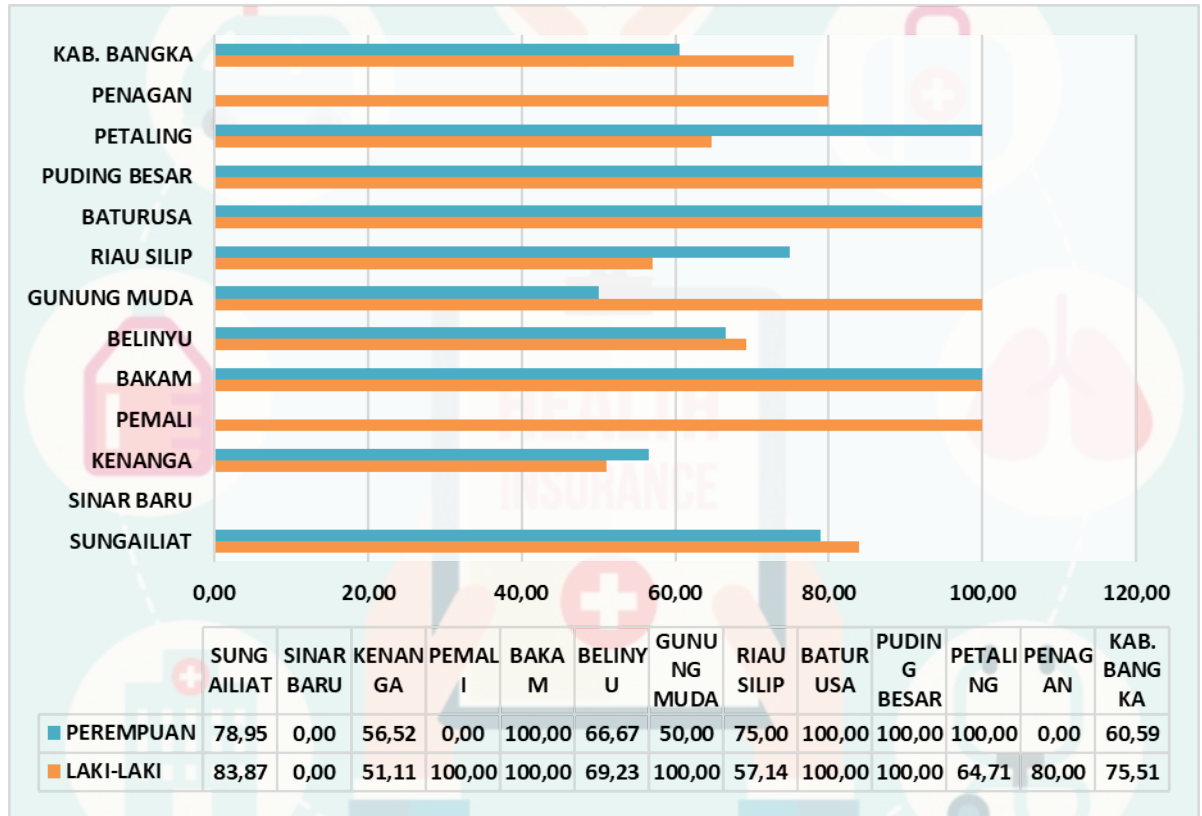 KAB. BANGKA
PENAGAN
PETALING
PUDING BESAR
BATURUSA
RIAU SILIP
GUNUNG MUDA
BELINYU
BAKAM
PEMALI
KENANGA
SINAR BARU
SUNGAILIAT
HEALTH
INSURANCE
0,00 20,00 40,00 60,00 80,00 100,00 120,00
SUNG
AILIAT
SINAR
BARU
KENAN
GA
PEMAL
I
BAKA
M
BELINY
U
GUNU
NG
MUDA
RIAU
SILIP
BATUR
USA
PUDIN
G
BESAR
PETALI
NG
PENAG
AN
KAB.
BANG
KA
PEREMPUAN 78,95 0,00 56,52 0,00 100,00 66,67 50,00 75,00 100,00 100,00 100,00 0,00 60,59
LAKI-LAKI 83,87 0,00 51,11 100,00 100,00 69,23 100,00 57,14 100,00 100,00 64,71 80,00 75,51